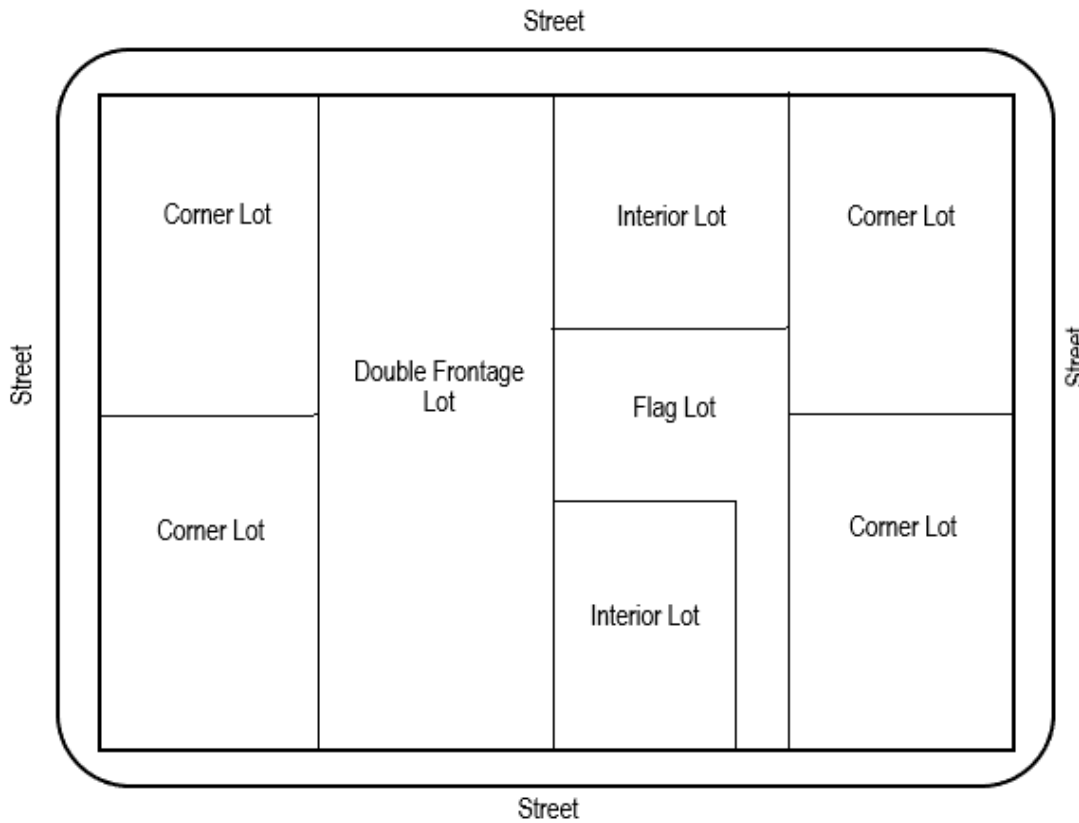 Street
Corner Lot
Interior Lot
Corner Lot
Street
Double Frontage
Lot
Flag Lot
Street
Corner Lot
Corner Lot
Interior Lot
Street